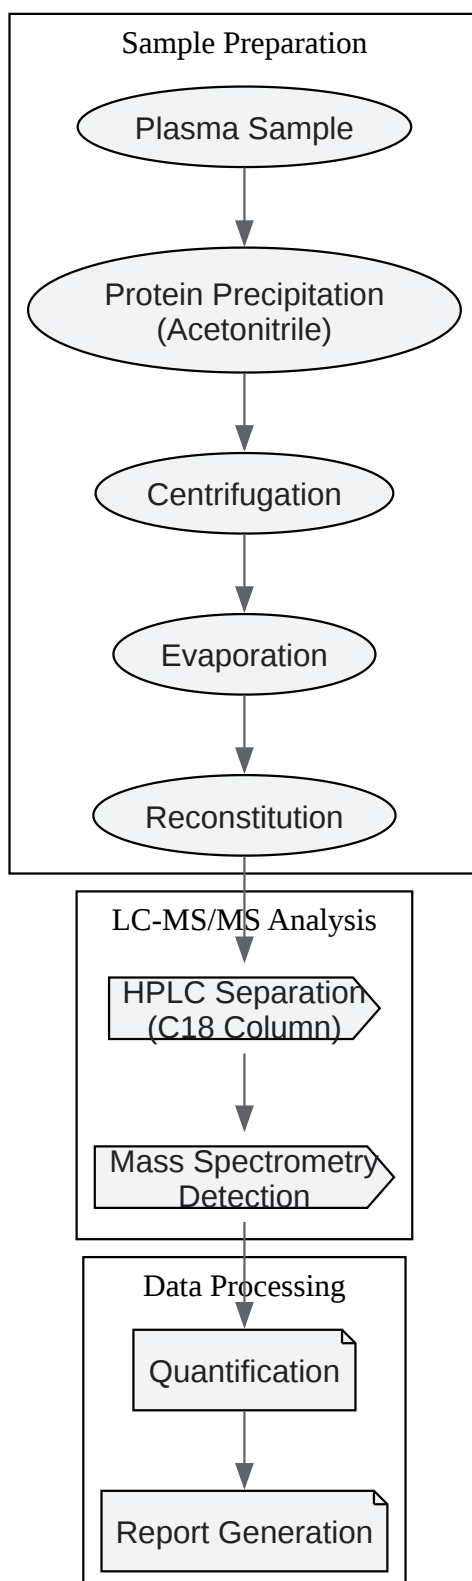 Sample Preparation
Plasma Sample
Protein Precipitation
(Acetonitrile)
Centrifugation
Evaporation
Reconstitution
LC-MS/MS Analysis
HPLC Separation
(C18 Column)
Mass Spectrometry
Detection
Data Processing
Quantification
Report Generation